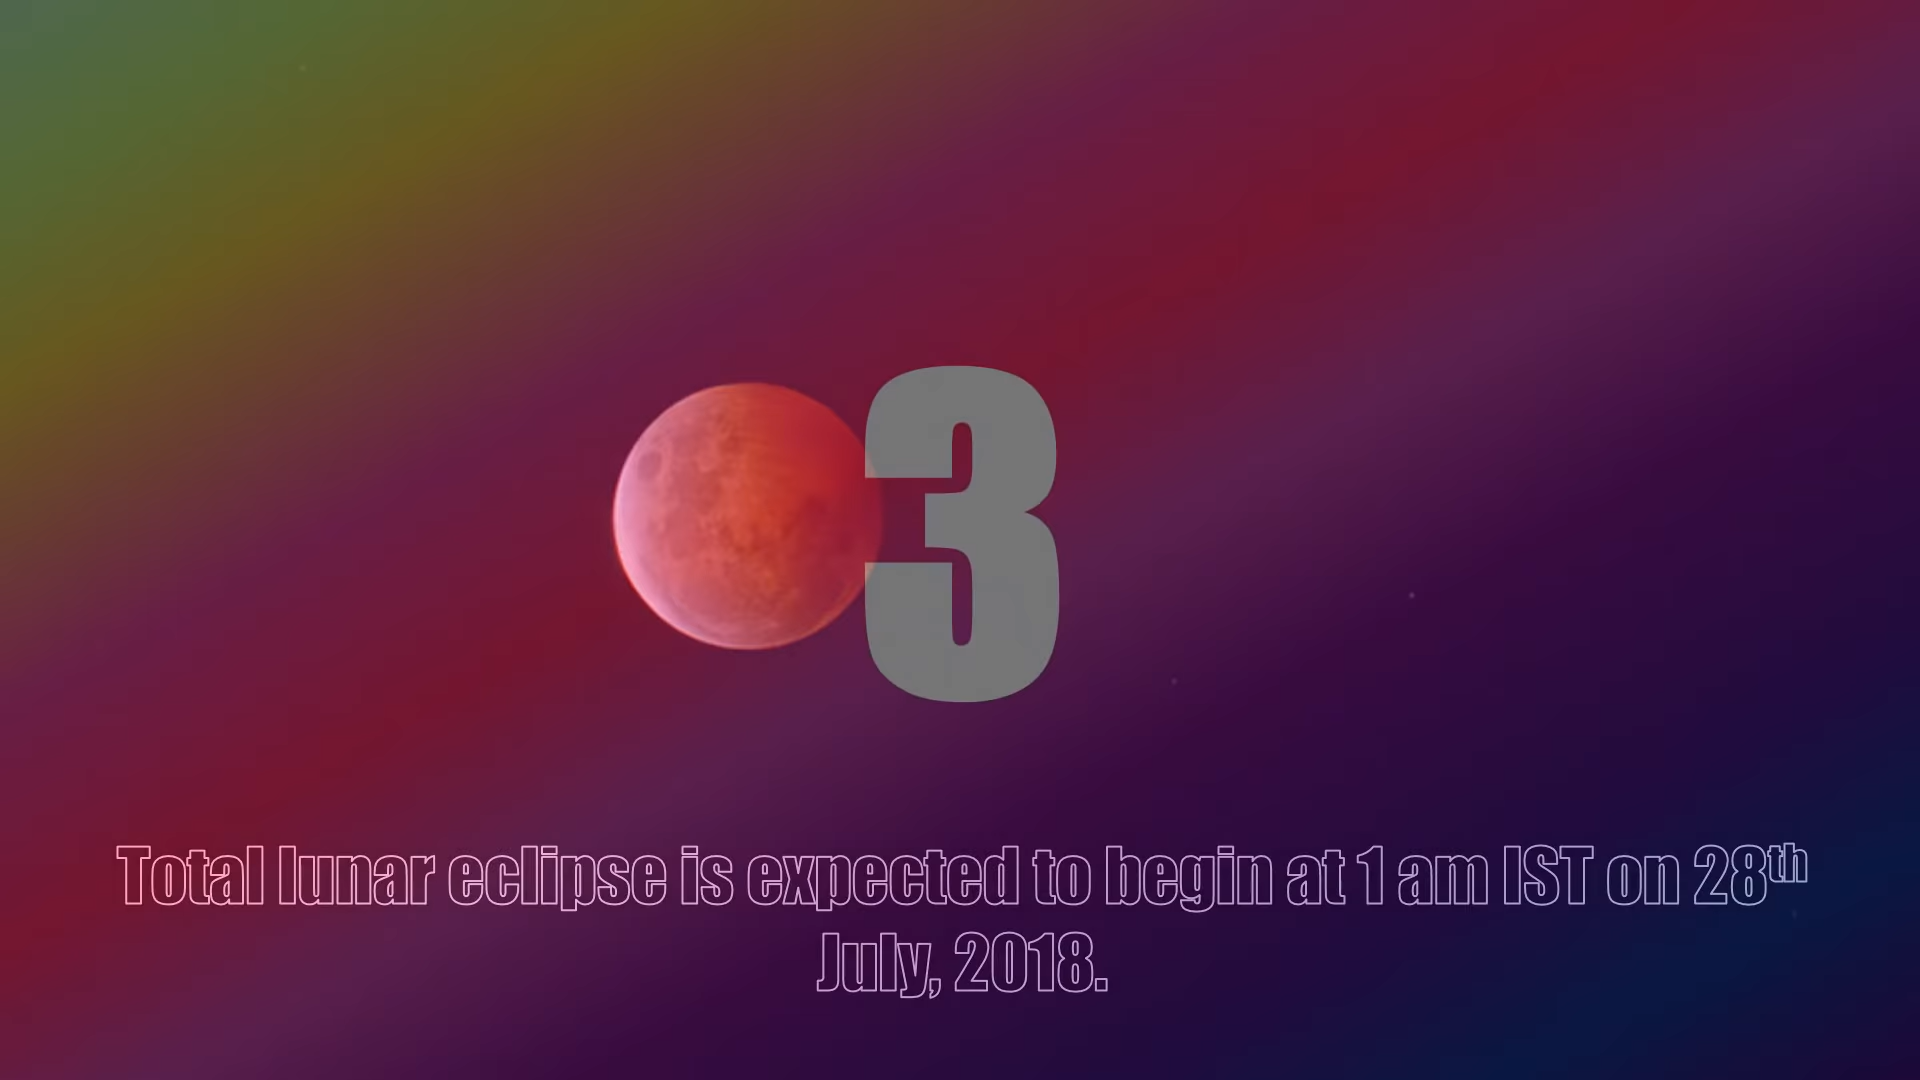 3
Total lunar eclipse is expected to begin at 1 am IST on 28th
July, 2018.